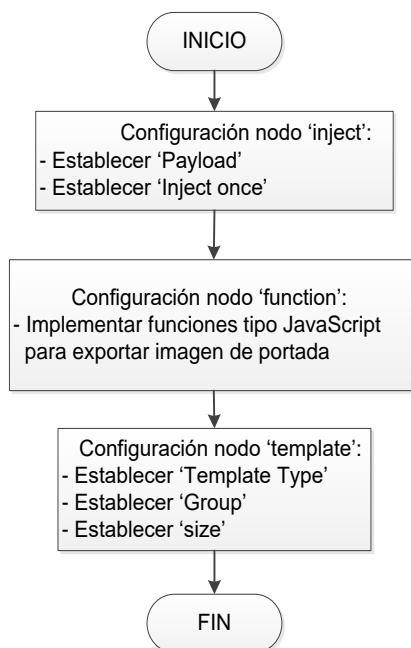 INICIO
Configuración nodo ‘inject’:
- Establecer ‘Payload’
- Establecer ‘Inject once’
Configuración nodo ‘function’:
- Implementar funciones tipo JavaScript
para exportar imagen de portada
Configuración nodo ‘template’:
- Establecer ‘Template Type’
- Establecer ‘Group’
- Establecer ‘size’
FIN